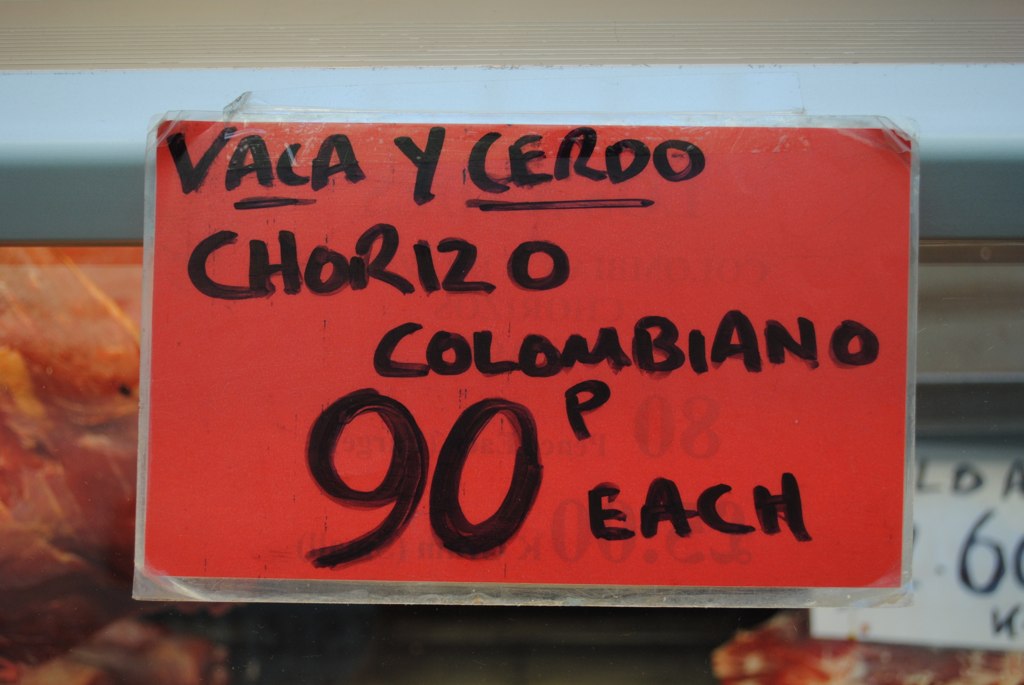 VACA Y CERDO
CHORIZO
COLOMBIANO
90P EACH